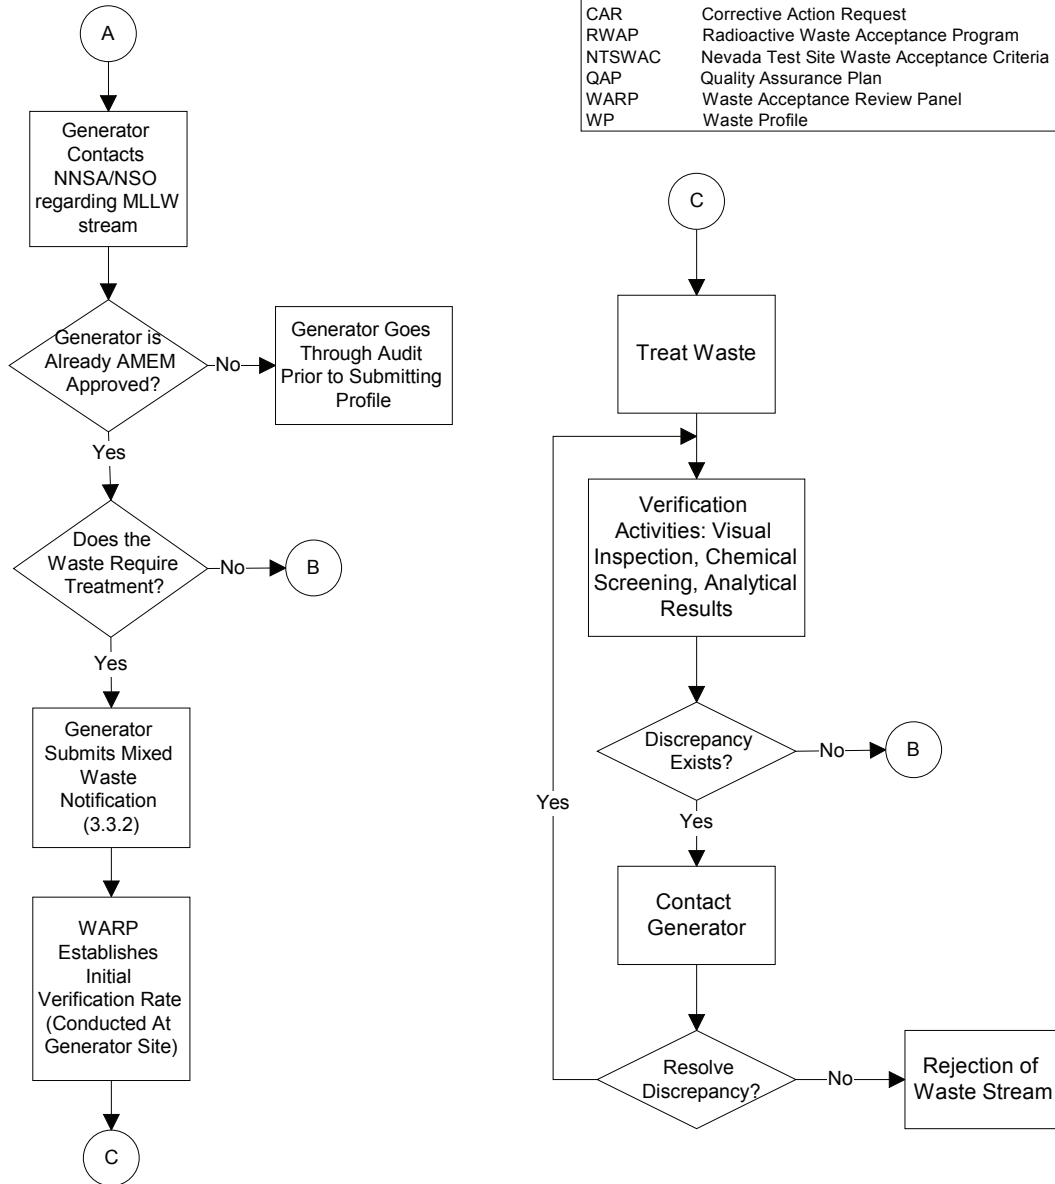 A
Generator
Contacts
NNSA/NSO
regarding MLLW
stream
Generator is
Already AMEM
Approved?
No
Generator Goes
Through Audit
Prior to Submitting
Profile
Yes
Does the
Waste Require
Treatment?
No
B
Yes
Generator
Submits Mixed
Waste
Notification
(3.3.2)
WARP
Establishes
Initial
Verification Rate
(Conducted At
Generator Site)
C
CAR Corrective Action Request
RWAP Radioactive Waste Acceptance Program
NTSWAC Nevada Test Site Waste Acceptance Criteria
QAP Quality Assurance Plan
WARP Waste Acceptance Review Panel
WP Waste Profile
C
Treat Waste
Verification
Activities: Visual
Inspection, Chemical
Screening, Analytical
Results
Discrepancy
Exists?
No
B
Yes
Yes
Contact
Generator
Resolve
Discrepancy?
No
Rejection of
Waste Stream